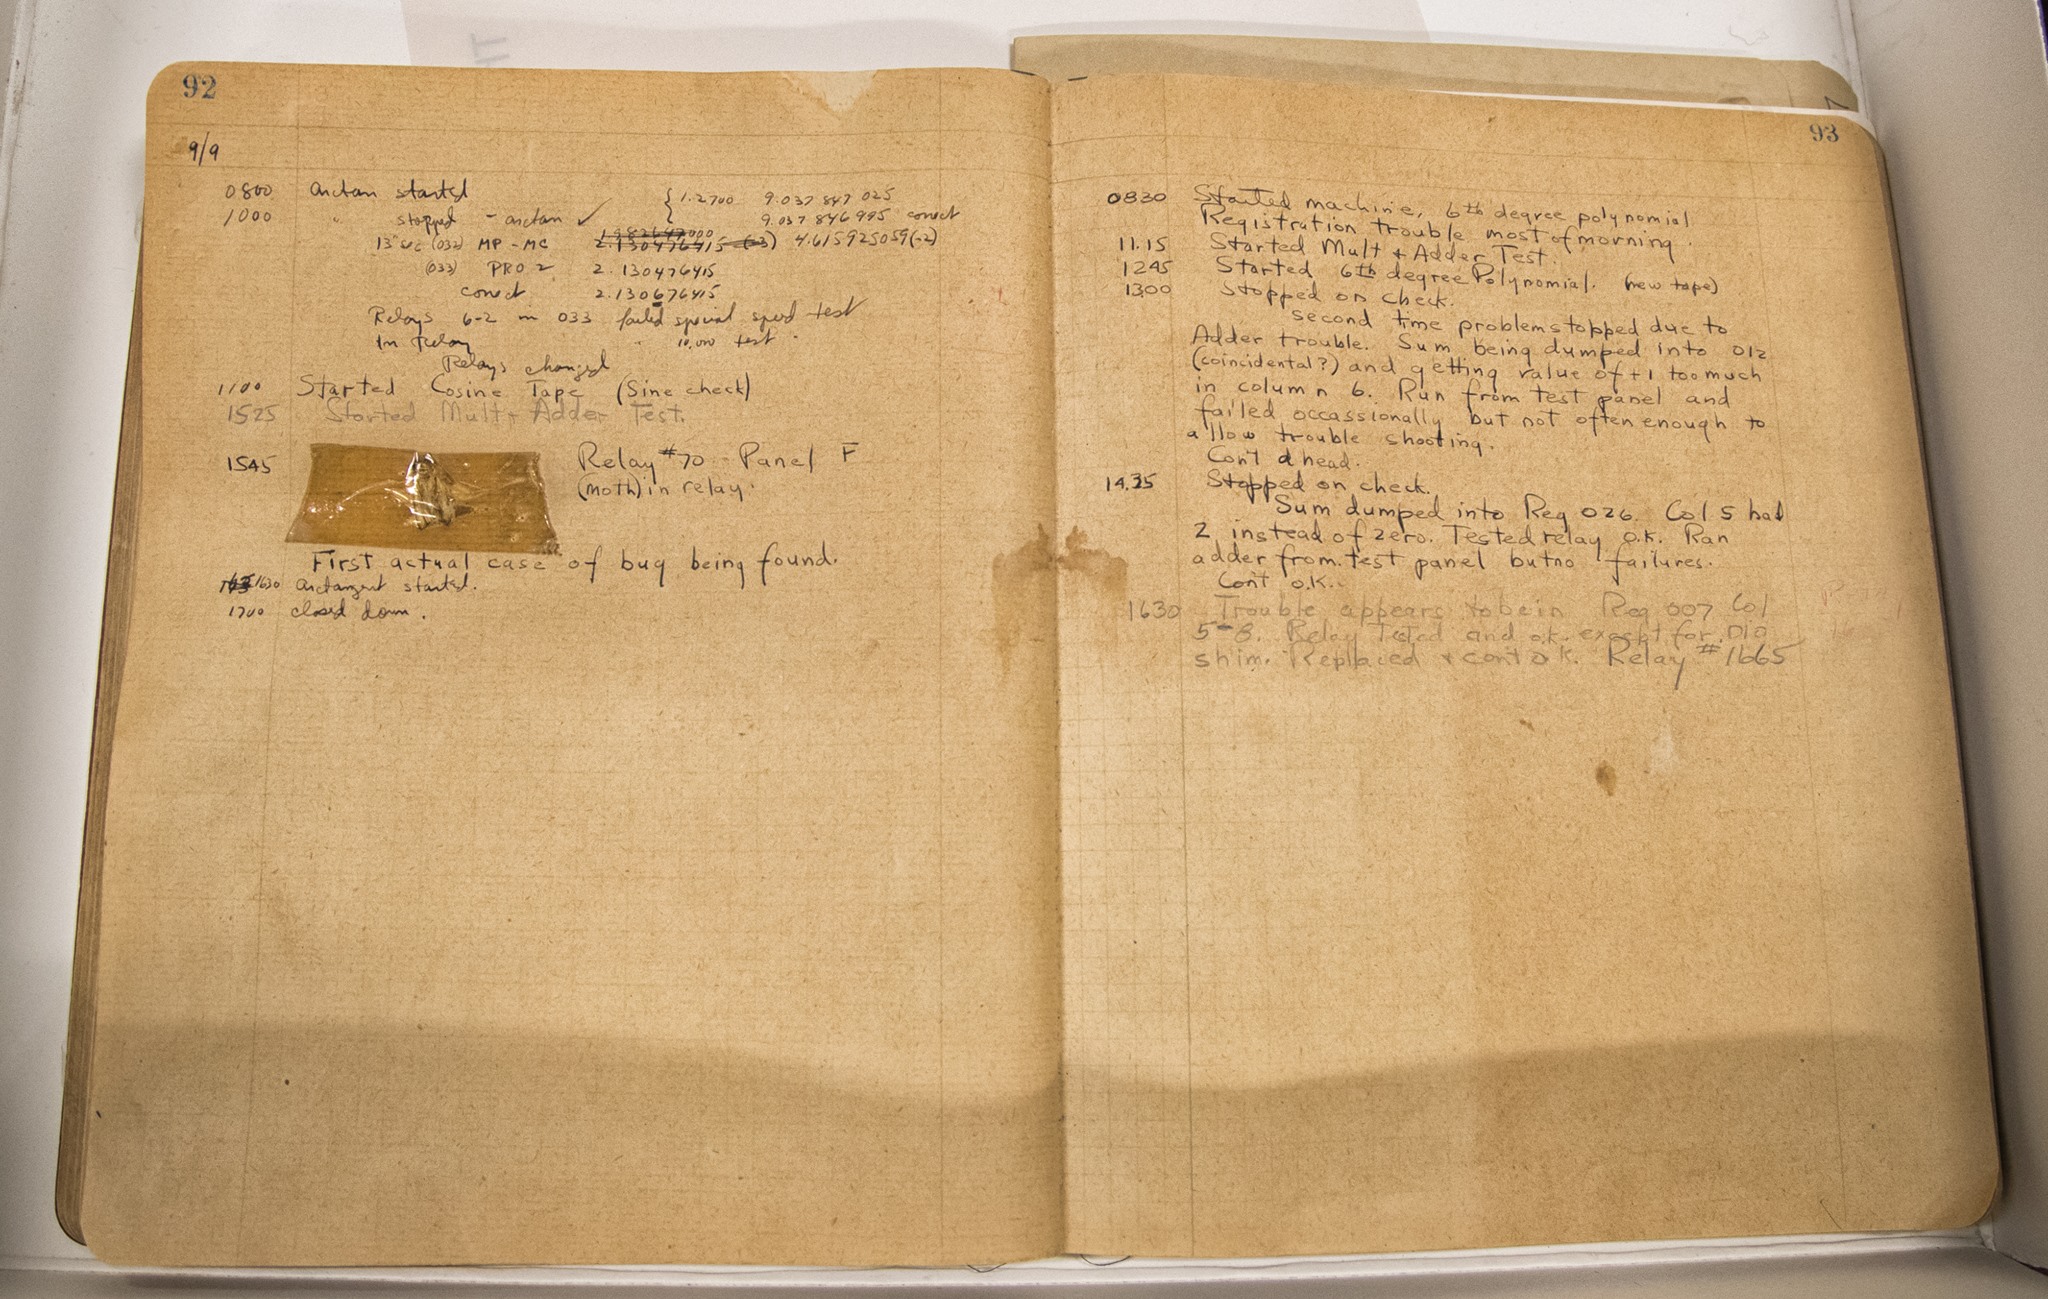 92
9/9
0800 arctan started
1000 " stopped - arctan ✓ { 1.2700 9.037 847 025
9.037 846 995 correct
13"uc (032) MP - MC 1.982647000 2.130476415 (-3) 4.615925059(-2)
(033) PRO 2 2.130476415
correct 2.130676415
Relays 6-2 in 033 failed special speed test
In Relay " 10,000 test .
Relays changed
1100 Started Cosine Tape (Sine check)
1525 Started Mult + Adder Test.
1545 Relay #70 Panel F
(moth) in relay.
First actual case of bug being found.
1630 arctangent started.
1700 closed down .
93
0830 Started machine, 6th degree polynomial
Registration trouble most of morning.
11.15 Started Mult + Adder Test.
1245 Started 6th degree Polynomial. (new tape)
1300 Stopped on check.
second time problem stopped due to
Adder trouble. Sum being dumped into 012
(coincidental?) and getting value of +1 too much
in column 6. Run from test panel and
failed occassionally but not often enough to
allow trouble shooting.
Con't ahead.
14.35 Stopped on check.
Sum dumped into Reg 026. Col 5 had
2 instead of zero. Tested relay o.k. Ran
adder from test panel but no failures.
Cont o.k.
1630 Trouble appears to be in Reg 007 Col
5-8. Relay Tested and o.k. except for .010
shim. Replaced + cont o.k. Relay #1665